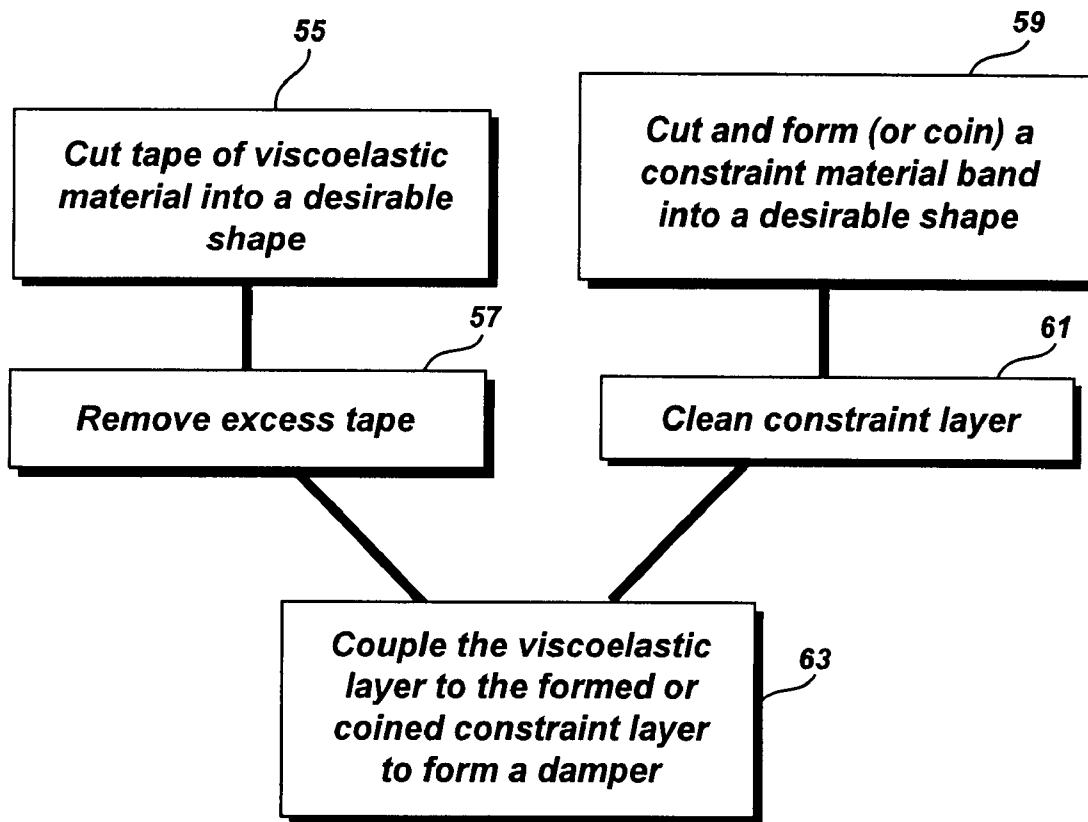 55
Cut tape of viscoelastic
material into a desirable
shape
59
Cut and form (or coin) a
constraint material band
into a desirable shape
57
Remove excess tape
61
Clean constraint layer
Couple the viscoelastic
layer to the formed or
coined constraint layer
to form a damper
63